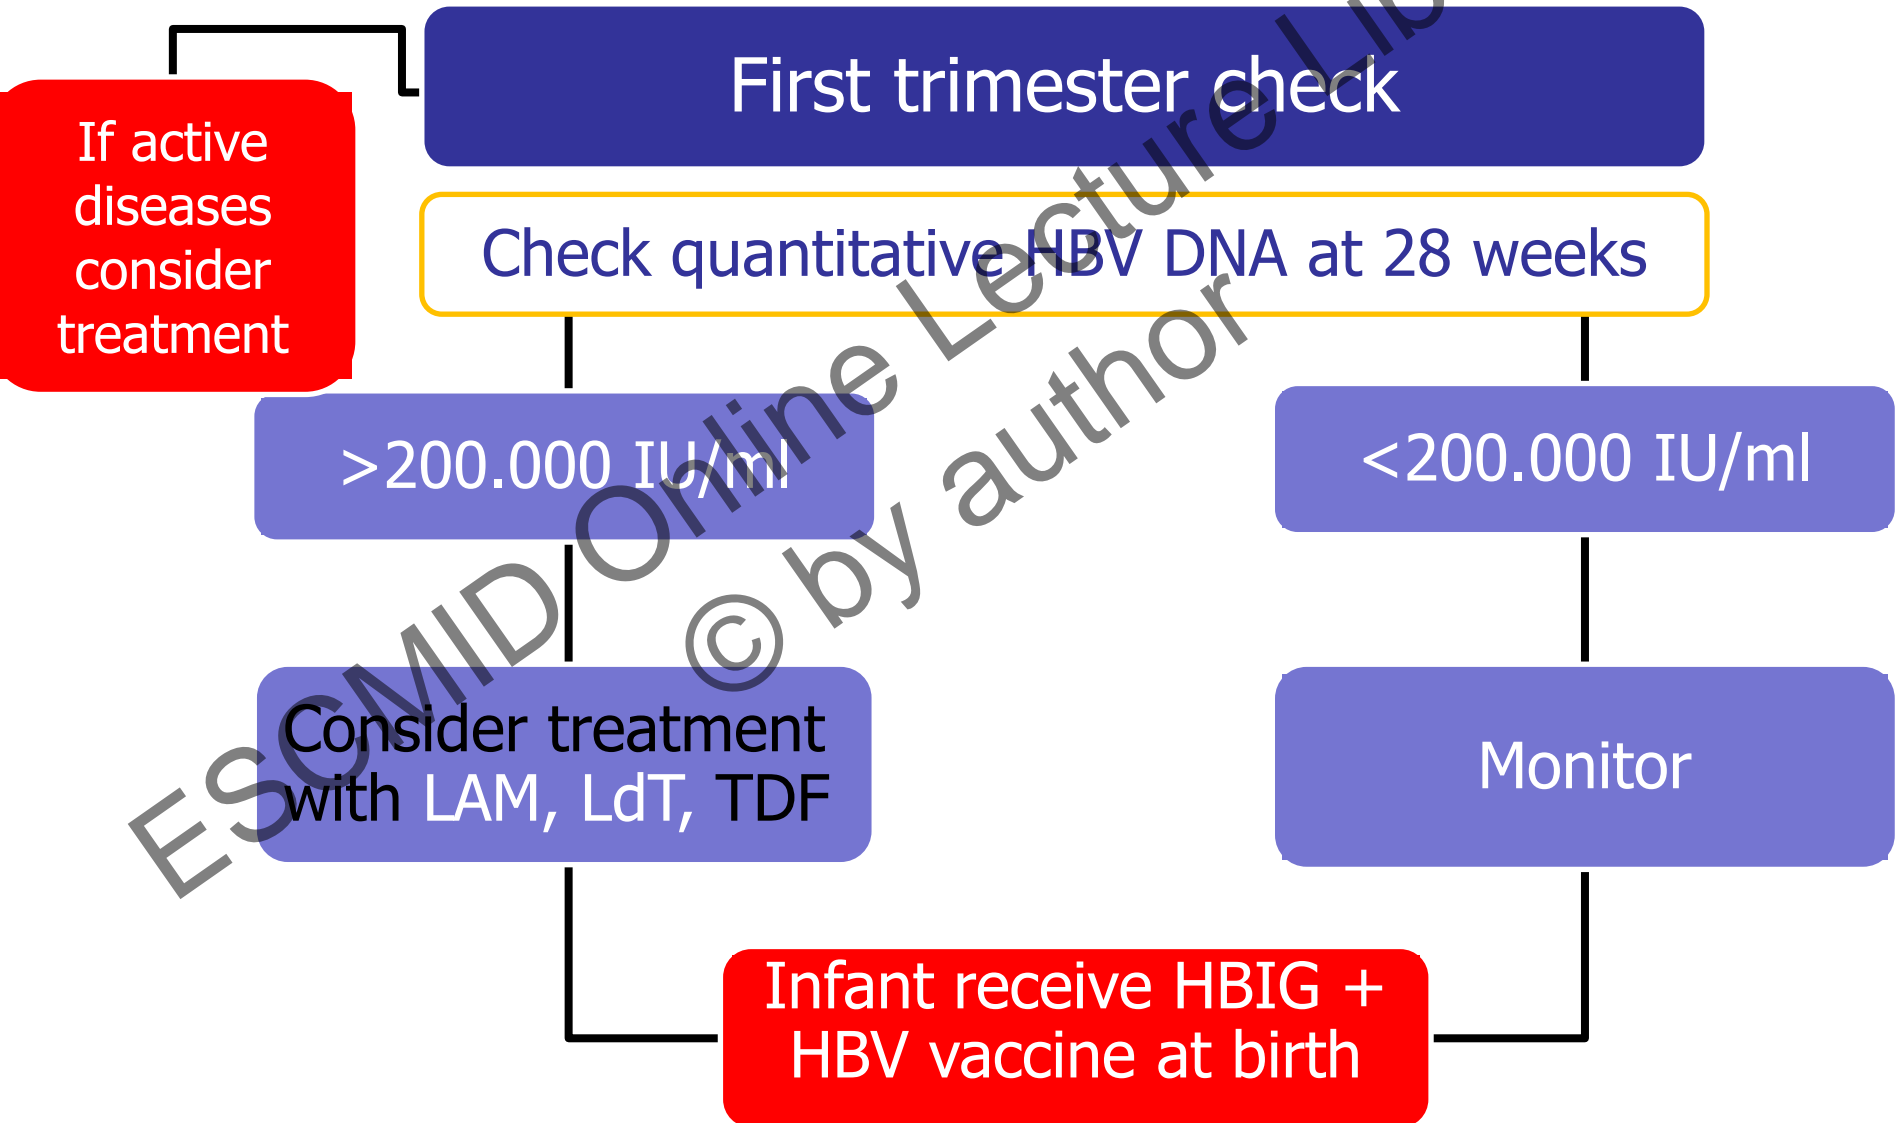 First trimester check
If active
diseases
consider
treatment
Check quantitative HBV DNA at 28 weeks
>200.000 IU/ml
<200.000 IU/ml
Consider treatment
with LAM, LdT, TDF
Monitor
Infant receive HBIG +
HBV vaccine at birth
ESCMID Online Lecture Lib
© by author